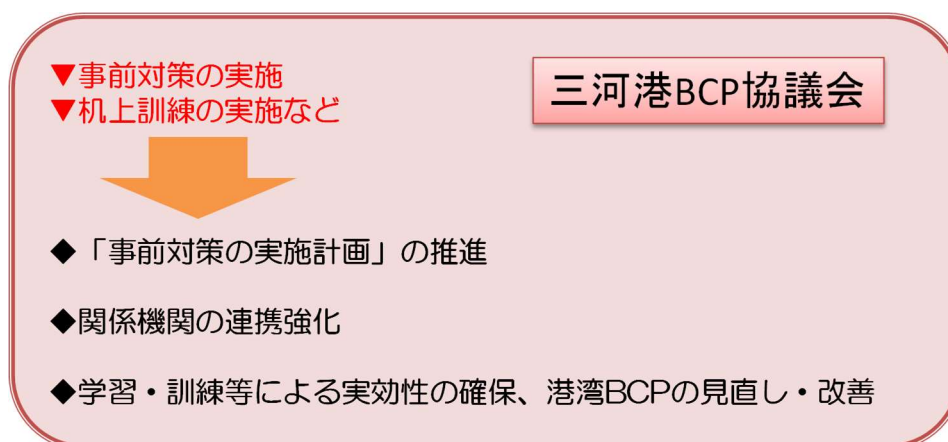 ▼事前対策の実施
▼机上訓練の実施など
三河港BCP協議会
◆「事前対策の実施計画」の推進
◆関係機関の連携強化
◆学習・訓練等による実効性の確保、港湾BCPの見直し・改善